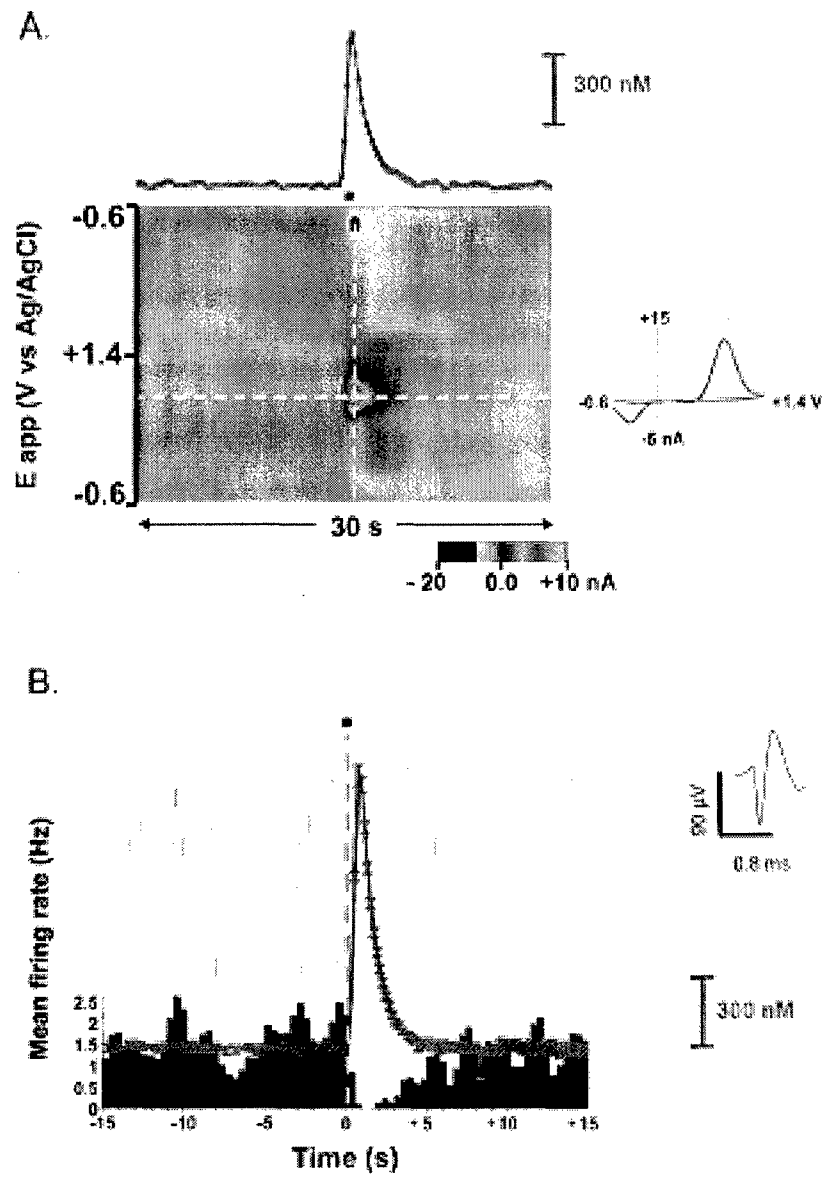 A.
300 nM
E app (V vs Ag/AgCl)
-0.6
+1.4
-0.6
+15
-0.6
+1.4 V
-5 nA
30 s
- 20 0.0 +10 nA
B.
Mean firing rate (Hz)
90 µV
0.8 ms
300 nM
2.5
2
1.5
1
0.5
0
-15 -10 -5 0 +5 +10 +15
Time (s)